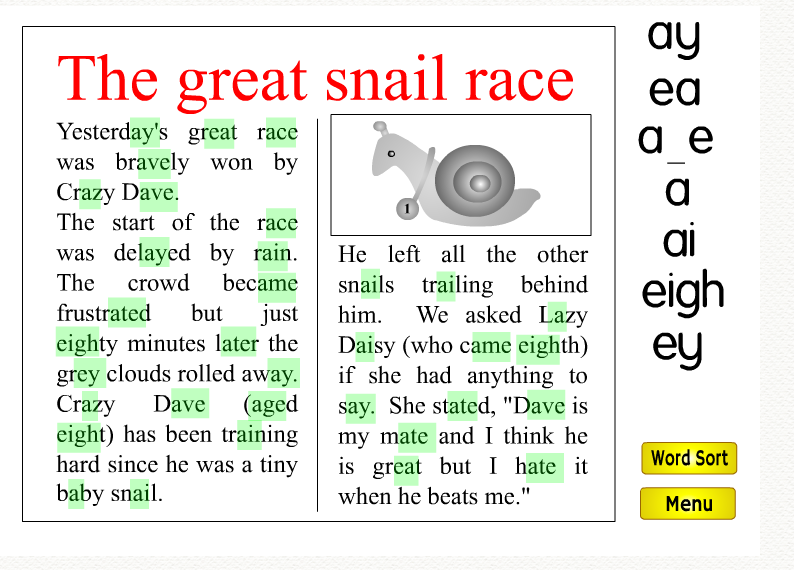 The great snail race
Yesterday's great race
was bravely won by
Crazy Dave.
The start of the race
was delayed by rain.
The crowd became
frustrated but just
eighty minutes later the
grey clouds rolled away.
Crazy Dave (aged
eight) has been training
hard since he was a tiny
baby snail.
1
He left all the other
snails trailing behind
him. We asked Lazy
Daisy (who came eighth)
if she had anything to
say. She stated, "Dave is
my mate and I think he
is great but I hate it
when he beats me."
ay
ea
a_e
a
ai
eigh
ey
Word Sort
Menu